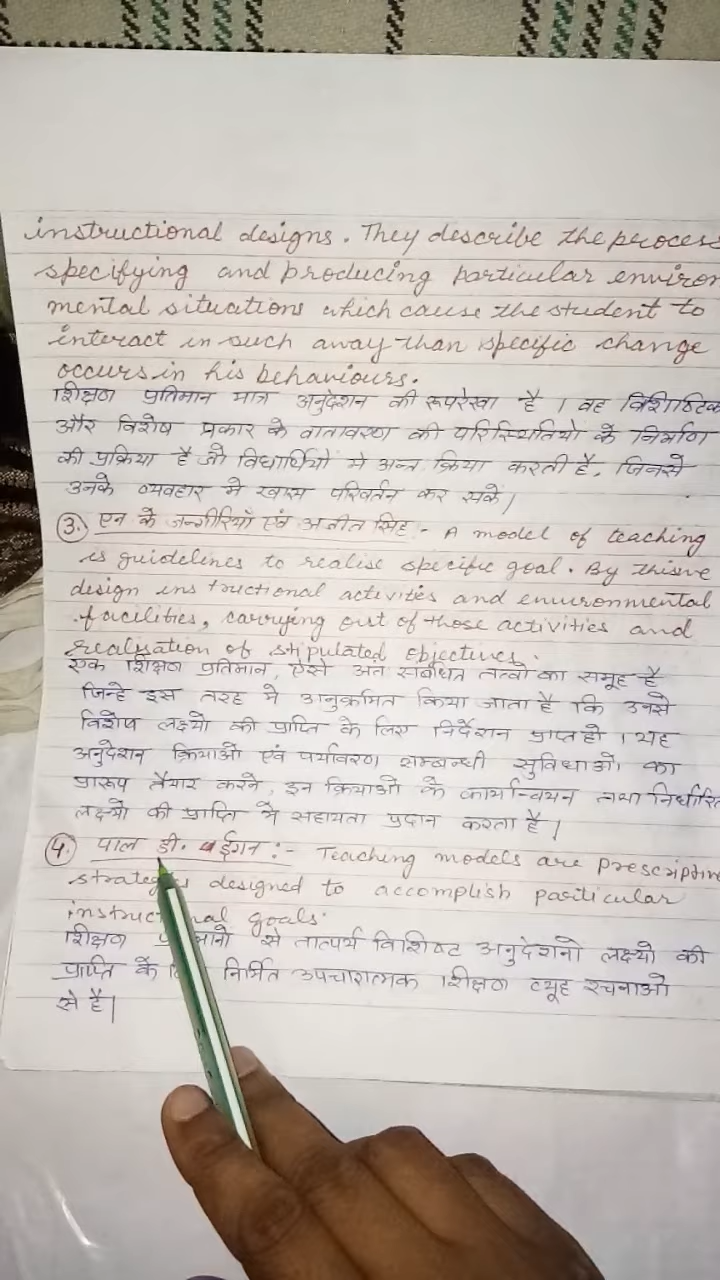 instructional designs. They describe the process
specifying and producing particular environ
mental situations which cause the student to
interact in such away than specific change
occurs in his behaviours.
शिक्षण प्रतिमान मात्र अनुदेशन की रूपरेखा है । वह विशिष्टिक
और विशेष प्रकार के वातावरण की परिस्थितियो के निर्माण
की प्रक्रिया है जो विधार्थियों मे अन्त क्रिया करती है, जिनसे
उनके व्यवहार मे खास परिवर्तन कर सकें।
3. एन के जन्गीरियाँ एवं अजीत सिंह :- A model of teaching
is guidelines to realise specific goal. By
design ins tructional activities and environmental
facilities, carrying out of those activities and
realisation of stipulated objectives.
एक शिक्षण प्रतिमान, ऐसे अंत संबंधित तत्वो का समूह है
जिन्हे इस तरह मे अनुक्रमित किया जाता है कि उनसे
विशेष लक्ष्यो की प्राप्ति के लिए निर्देशन प्राप्त हो । यह
अनुदेशन क्रियाओ एवं पर्यावरण सम्बन्धी सुविधाओं का
प्रारूप तैयार करने, इन क्रियाओ के कार्यान्वियन तथा निर्धारित
लक्ष्यो की प्राप्ति मे सहायता प्रदान करता है।
4. पाल डी. ईगन :- Teaching models are prescriptive
strategies designed to accomplish particular
instructional goals.
शिक्षण से तात्पर्य विशिष्ट अनुदेशनो लक्ष्यो की
प्राप्ति के निर्मित उपचारात्मक शिक्षण व्यूह रचनाओ
से है।